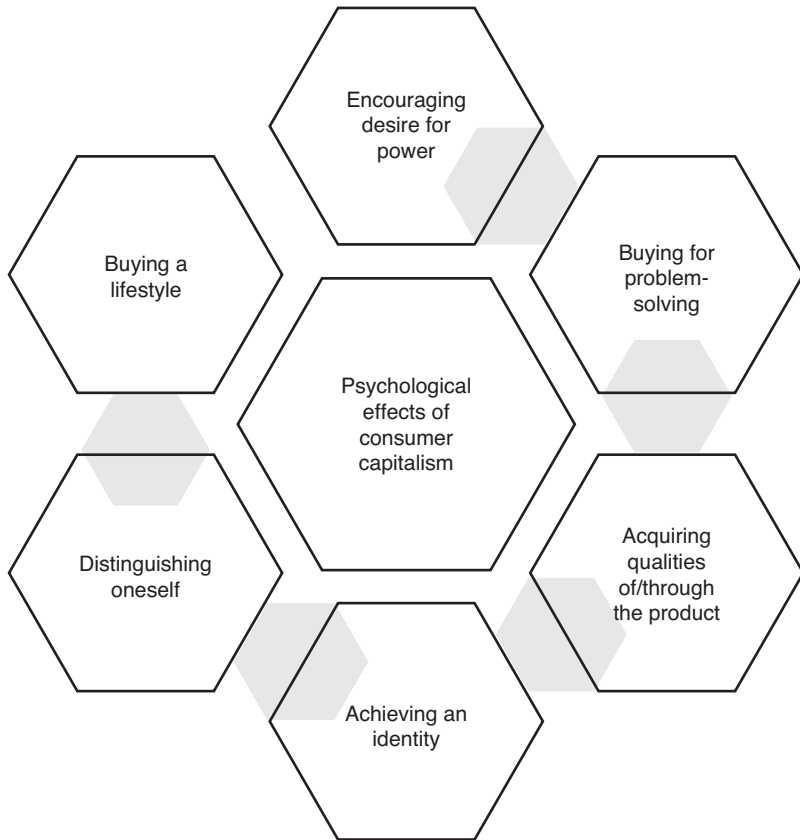 Encouraging
desire for
power
Buying a
lifestyle
Buying for
problem-
solving
Psychological
effects of
consumer
capitalism
Distinguishing
oneself
Acquiring
qualities
of/through
the product
Achieving an
identity